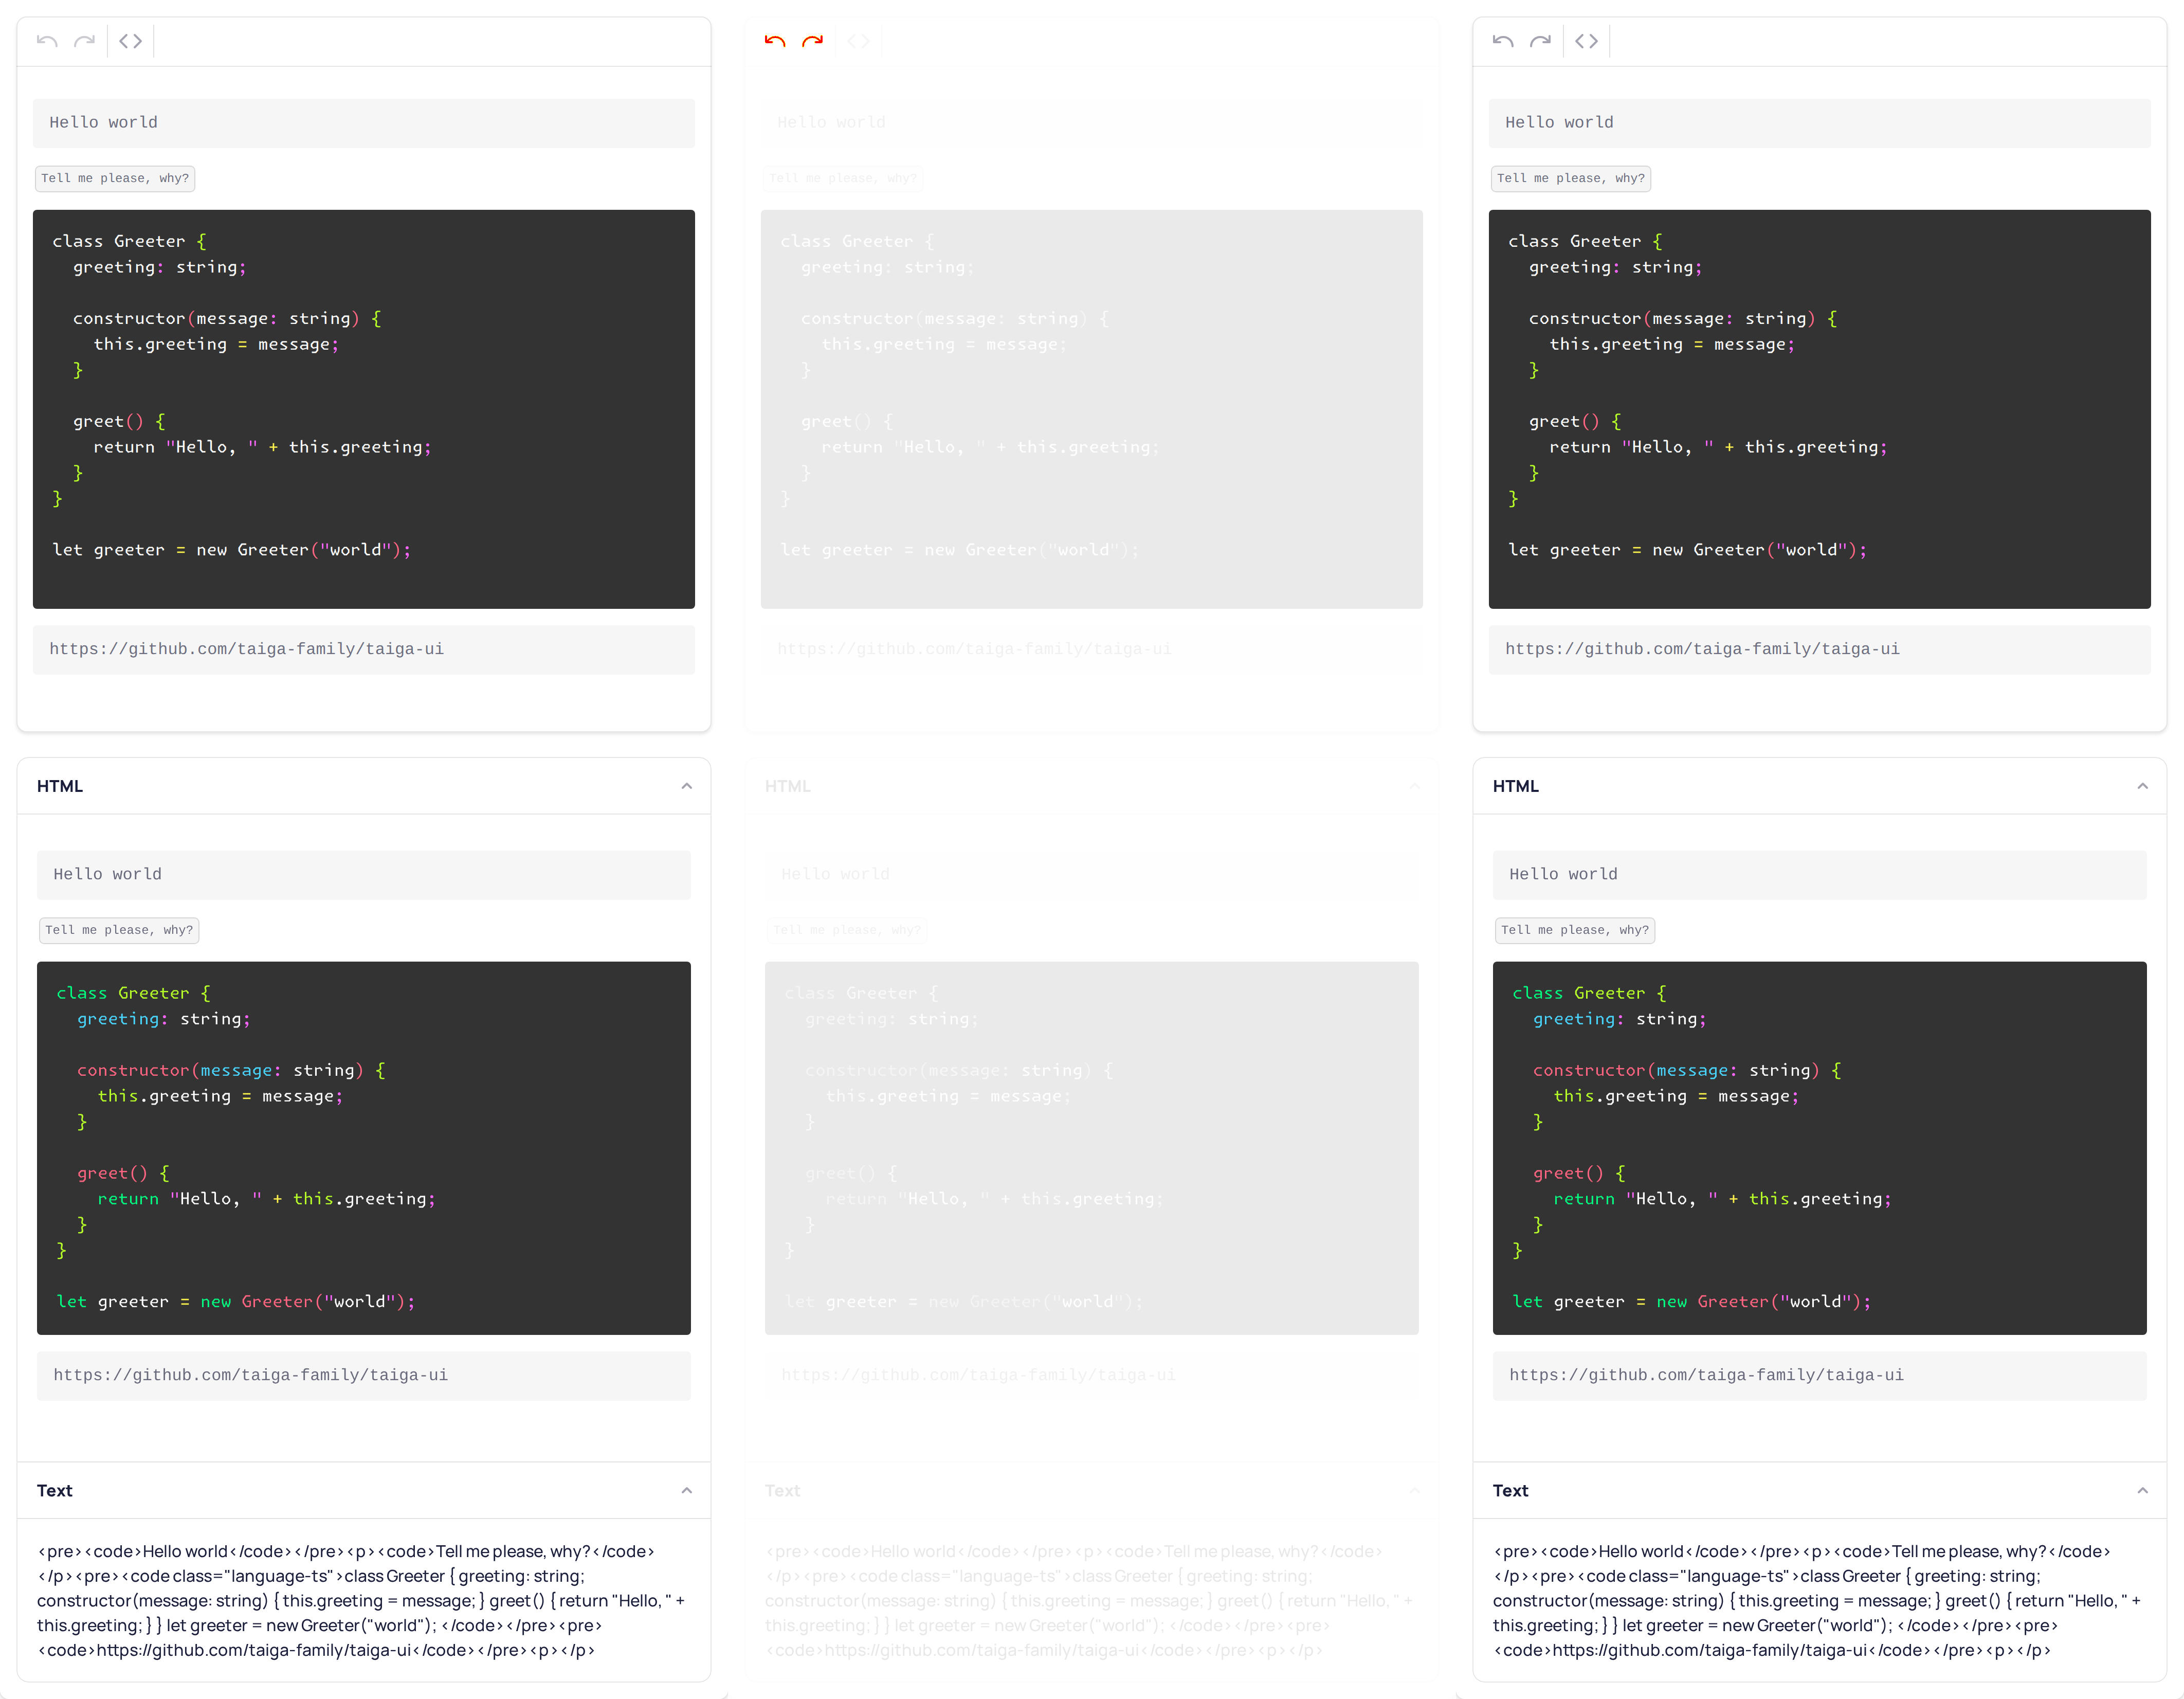 Hello world
Tell me please, why?
class Greeter {
  greeting: string;
  constructor(message: string) {
    this.greeting = message;
  }
  greet() {
    return "Hello, " + this.greeting;
  }
}
let greeter = new Greeter("world");
https://github.com/taiga-family/taiga-ui
HTML
Hello world
Tell me please, why?
class Greeter {
  greeting: string;
  constructor(message: string) {
    this.greeting = message;
  }
  greet() {
    return "Hello, " + this.greeting;
  }
}
let greeter = new Greeter("world");
https://github.com/taiga-family/taiga-ui
Text
<pre><code>Hello world</code></pre><p><code>Tell me please, why?</code>
</p><pre><code class="language-ts">class Greeter { greeting: string;
constructor(message: string) { this.greeting = message; } greet() { return "Hello, " +
this.greeting; } } let greeter = new Greeter("world"); </code></pre><pre>
<code>https://github.com/taiga-family/taiga-ui</code></pre><p></p>
Hello world
Tell me please, why?
class Greeter {
  greeting: string;
  constructor(message: string) {
    this.greeting = message;
  }
  greet() {
    return "Hello, " + this.greeting;
  }
}
let greeter = new Greeter("world");
https://github.com/taiga-family/taiga-ui
HTML
Hello world
Tell me please, why?
class Greeter {
  greeting: string;
  constructor(message: string) {
    this.greeting = message;
  }
  greet() {
    return "Hello, " + this.greeting;
  }
}
let greeter = new Greeter("world");
https://github.com/taiga-family/taiga-ui
Text
<pre><code>Hello world</code></pre><p><code>Tell me please, why?</code>
</p><pre><code class="language-ts">class Greeter { greeting: string;
constructor(message: string) { this.greeting = message; } greet() { return "Hello, " +
this.greeting; } } let greeter = new Greeter("world"); </code></pre><pre>
<code>https://github.com/taiga-family/taiga-ui</code></pre><p></p>
Hello world
Tell me please, why?
class Greeter {
  greeting: string;
  constructor(message: string) {
    this.greeting = message;
  }
  greet() {
    return "Hello, " + this.greeting;
  }
}
let greeter = new Greeter("world");
https://github.com/taiga-family/taiga-ui
HTML
Hello world
Tell me please, why?
class Greeter {
  greeting: string;
  constructor(message: string) {
    this.greeting = message;
  }
  greet() {
    return "Hello, " + this.greeting;
  }
}
let greeter = new Greeter("world");
https://github.com/taiga-family/taiga-ui
Text
<pre><code>Hello world</code></pre><p><code>Tell me please, why?</code>
</p><pre><code class="language-ts">class Greeter { greeting: string;
constructor(message: string) { this.greeting = message; } greet() { return "Hello, " +
this.greeting; } } let greeter = new Greeter("world"); </code></pre><pre>
<code>https://github.com/taiga-family/taiga-ui</code></pre><p></p>